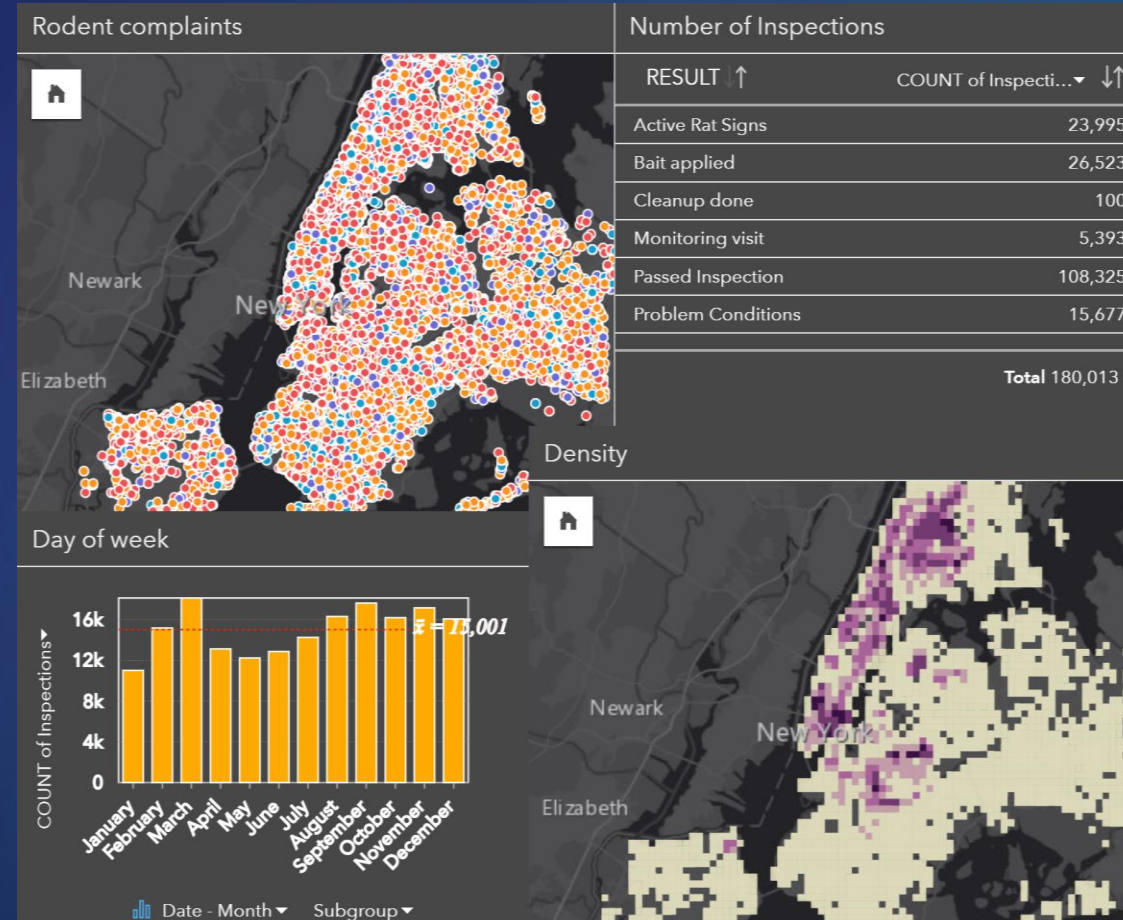 Rodent complaints
Newark
New York
Elizabeth
Number of Inspections
RESULT COUNT of Inspecti...
Active Rat Signs 23,995
Bait applied 26,523
Cleanup done 100
Monitoring visit 5,393
Passed Inspection 108,325
Problem Conditions 15,677
Total 180,013
Day of week
COUNT of Inspections
16k
12k
8k
4k
0
x̄ = 15,001
January
February
March
April
May
June
July
August
September
October
November
December
Date - Month Subgroup
Density
Newark
New York
Elizabeth